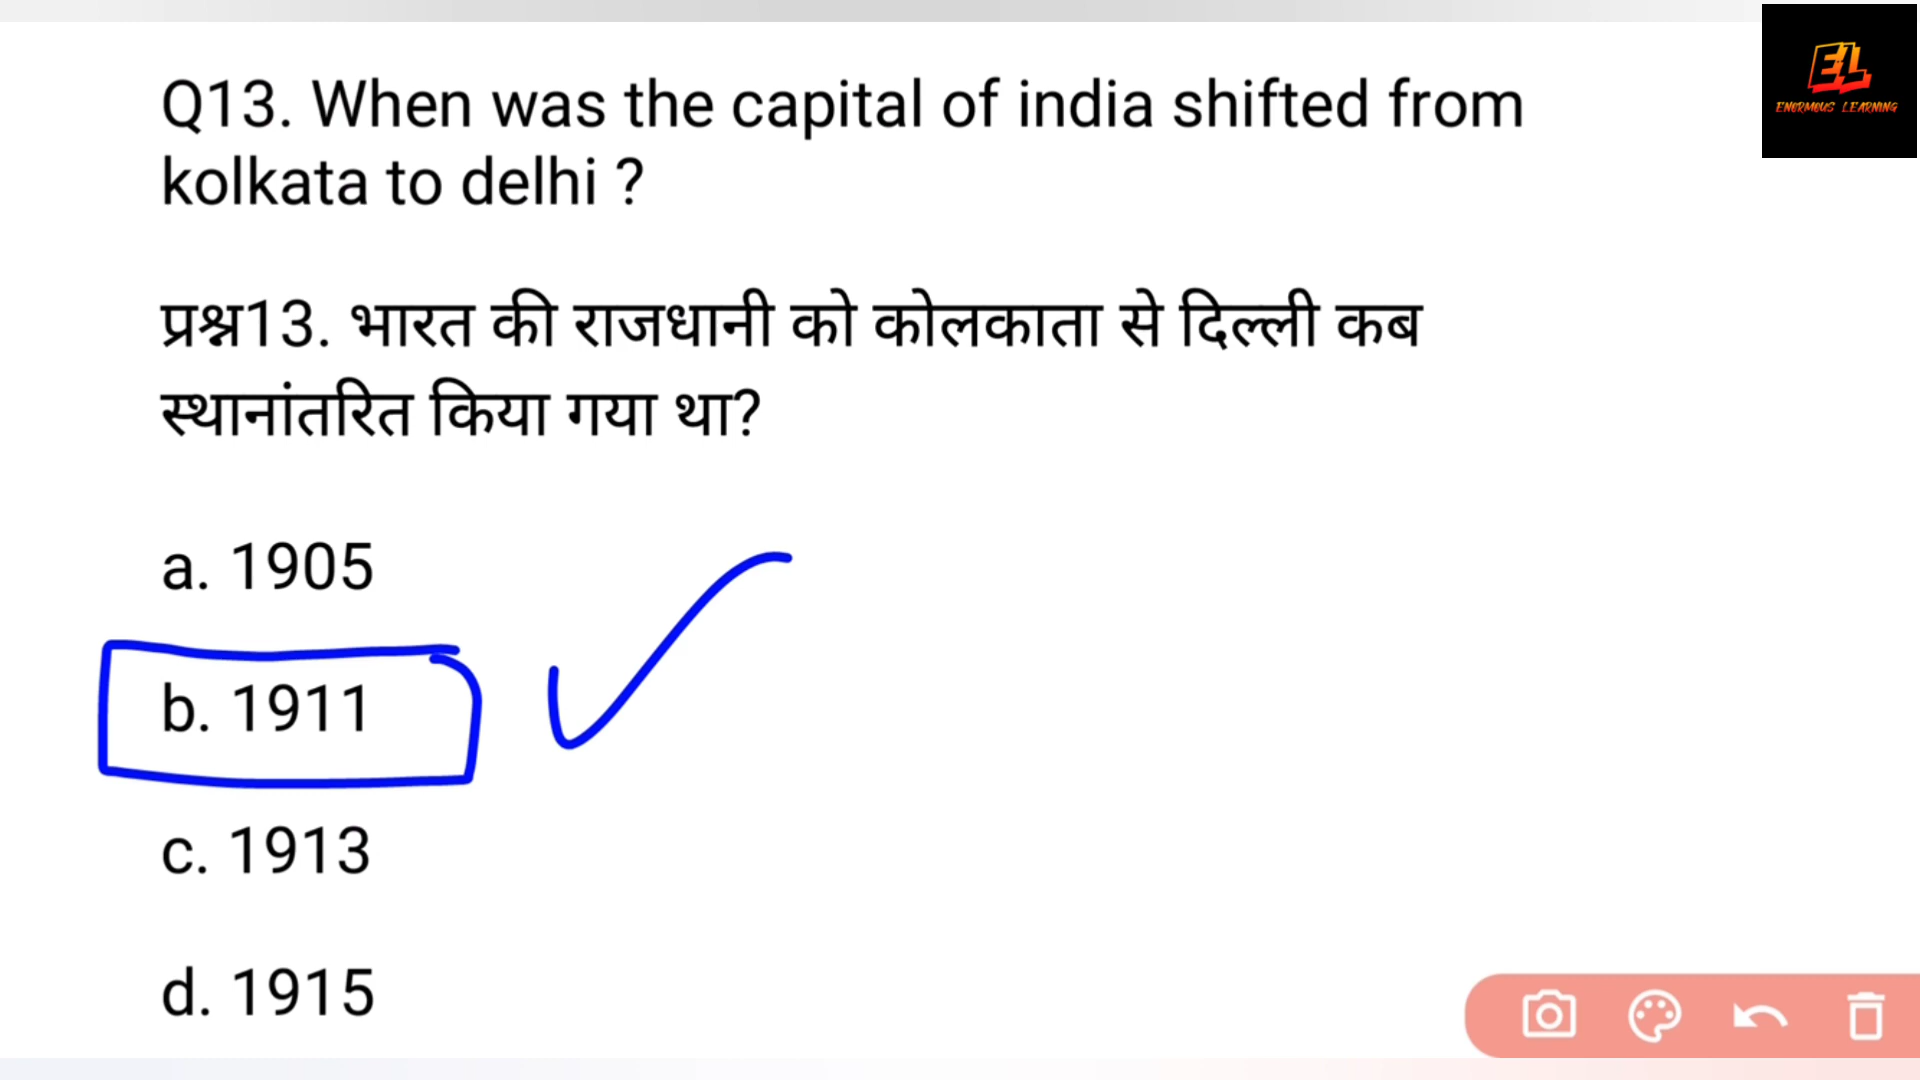 EL
ENORMOUS LEARNING
Q13. When was the capital of india shifted from
kolkata to delhi ?
प्रश्न13. भारत की राजधानी को कोलकाता से दिल्ली कब
स्थानांतरित किया गया था?
a. 1905
b. 1911
c. 1913
d. 1915